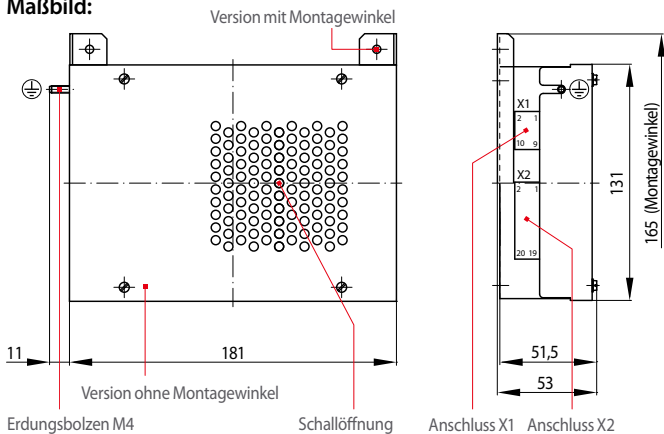 Maßbild:
Version mit Montagewinkel
X1
2 1
10 9
X2
2 1
20 19
131
165 (Montagewinkel)
11
181
51,5
53
Version ohne Montagewinkel
Erdungsbolzen M4
Schallöffnung
Anschluss X1
Anschluss X2